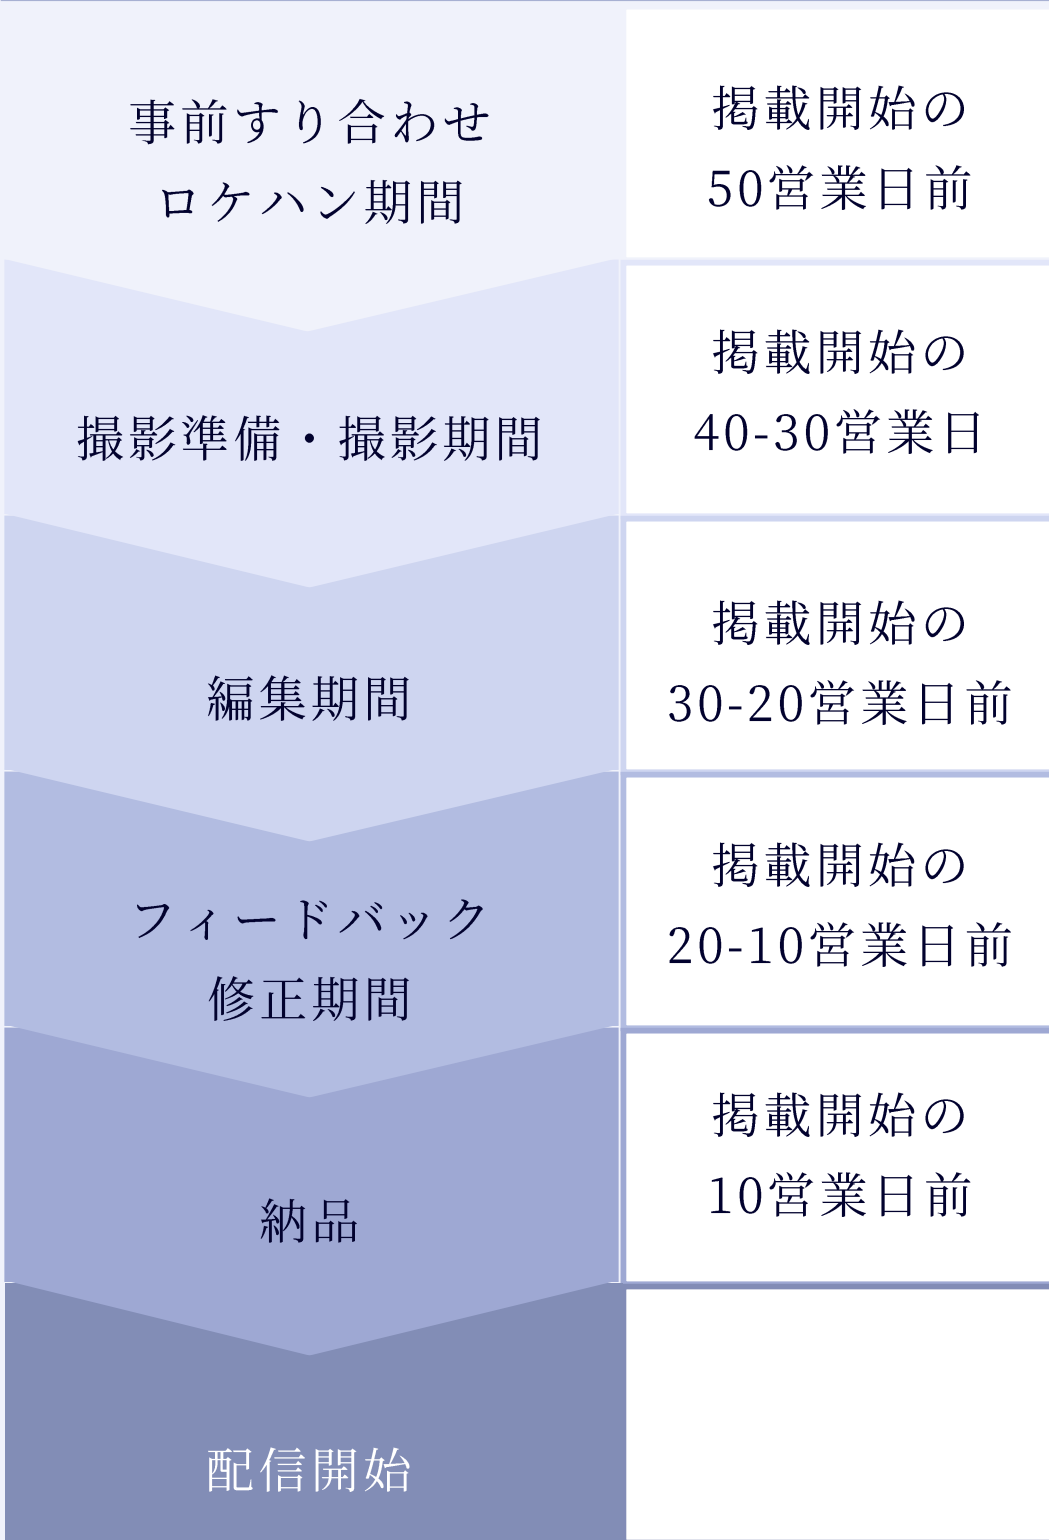 事前すり合わせ
ロケハン期間
掲載開始の
50営業日前
撮影準備・撮影期間
掲載開始の
40-30営業日
編集期間
掲載開始の
30-20営業日前
フィードバック
修正期間
掲載開始の
20-10営業日前
納品
掲載開始の
10営業日前
配信開始